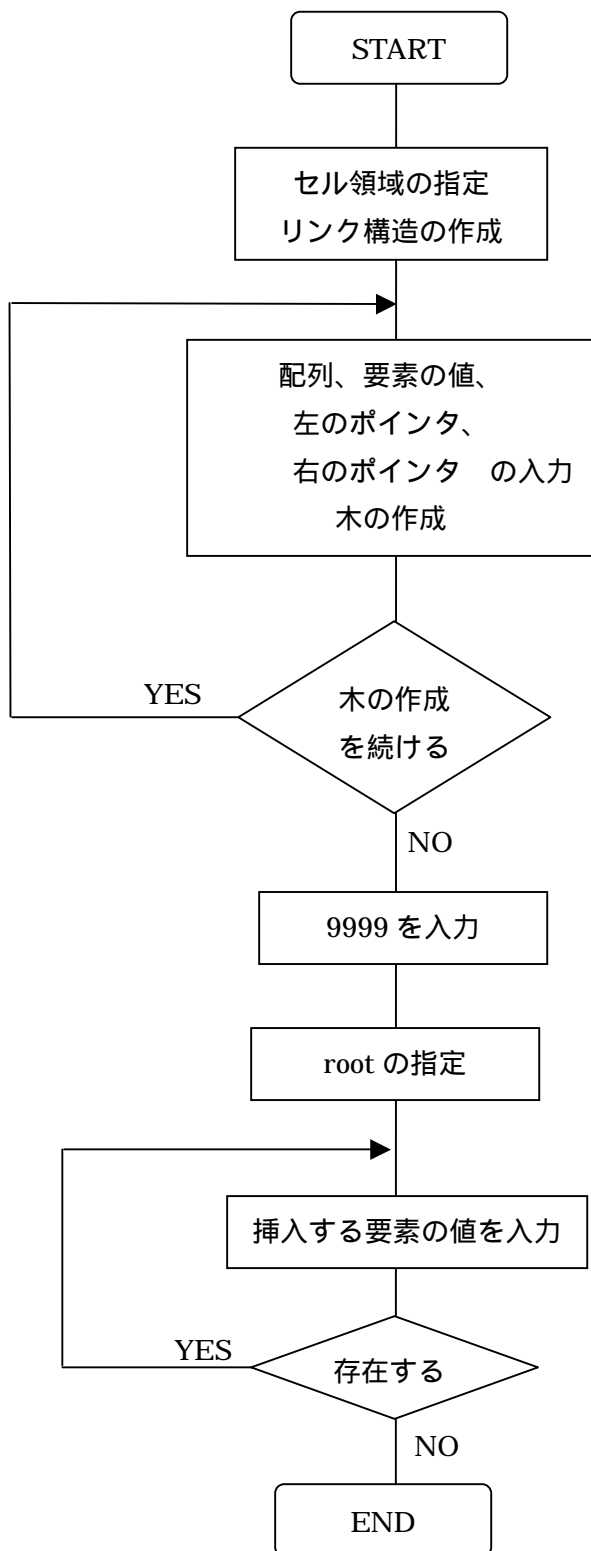 START
セル領域の指定
リンク構造の作成
配列、要素の値、
左のポインタ、
右のポインタ　の入力
木の作成
YES
木の作成
を続ける
NO
9999 を入力
root の指定
挿入する要素の値を入力
YES
存在する
NO
END